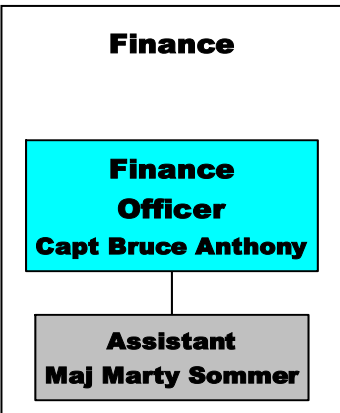 Finance
Finance
Officer
Capt Bruce Anthony
Assistant
Maj Marty Sommer